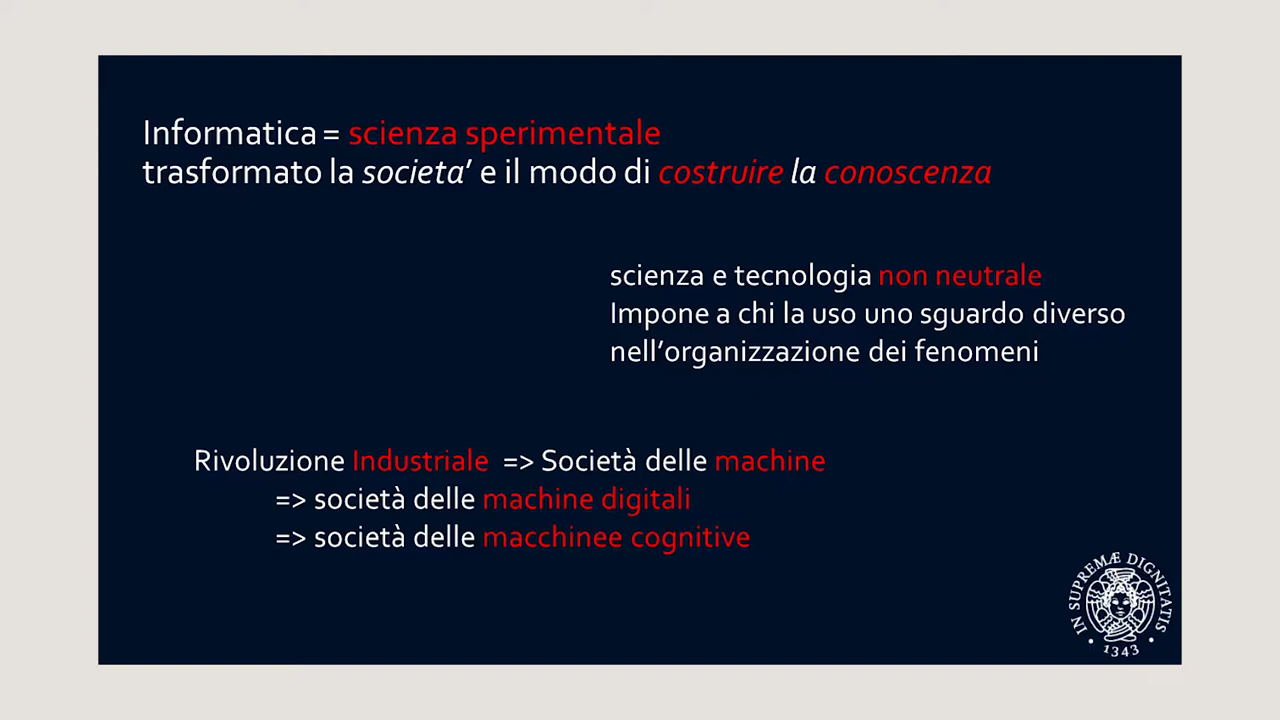 Informatica = scienza sperimentale
trasformato la societa’ e il modo di costruire la conoscenza
scienza e tecnologia non neutrale
Impone a chi la uso uno sguardo diverso
nell’organizzazione dei fenomeni
Rivoluzione Industriale => Società delle machine
=> società delle machine digitali
=> società delle macchinee cognitive
IN SUPREMÆ DIGNITATIS
• 1343 •